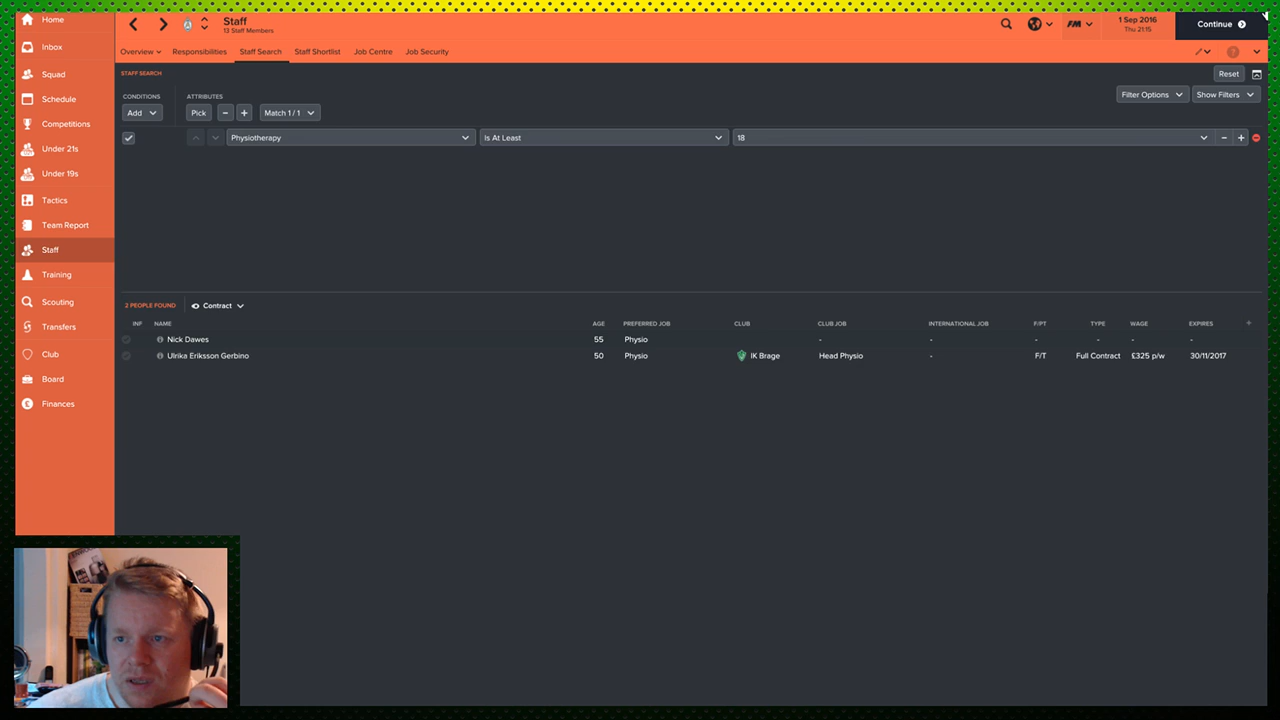 Home
Staff
13 Staff Members
FM
1 Sep 2016
Thu 21:15
Continue
Inbox
Overview Responsibilities Staff Search Staff Shortlist Job Centre Job Security
Squad
STAFF SEARCH
Reset
Schedule
CONDITIONS ATTRIBUTES
Filter Options Show Filters
Add Pick - + Match 1 / 1
Competitions
Physiotherapy Is At Least 18 - +
Under 21s
Under 19s
Tactics
Team Report
Staff
Training
Scouting
2 PEOPLE FOUND Contract
Transfers
INF NAME AGE PREFERRED JOB CLUB CLUB JOB INTERNATIONAL JOB F/PT TYPE WAGE EXPIRES +
Nick Dawes 55 Physio - - - - - -
Club
Ulrika Eriksson Gerbino 50 Physio IK Brage Head Physio - F/T Full Contract £325 p/w 30/11/2017
Board
Finances